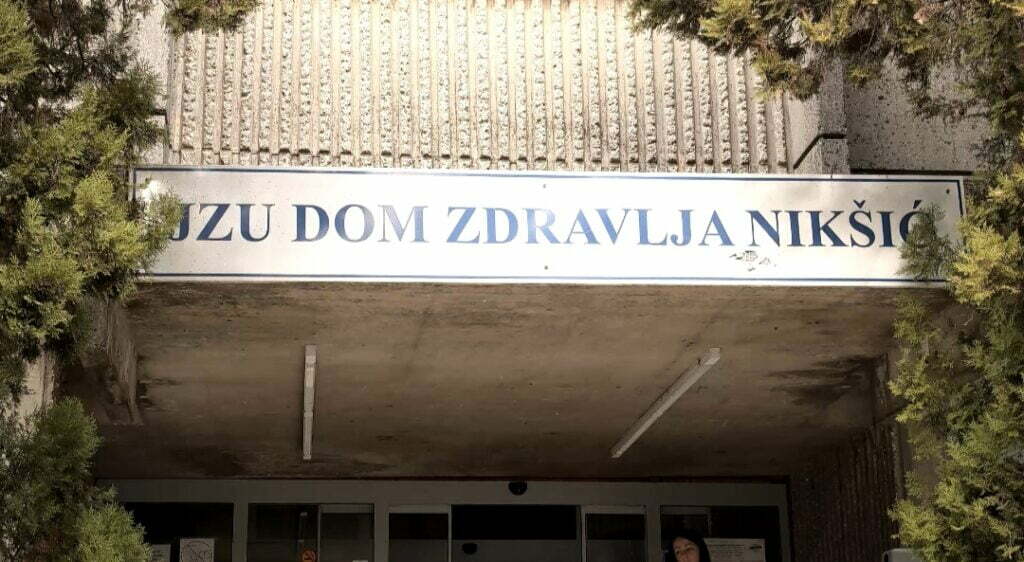 JZU DOM ZDRAVLJA NIKŠIĆ